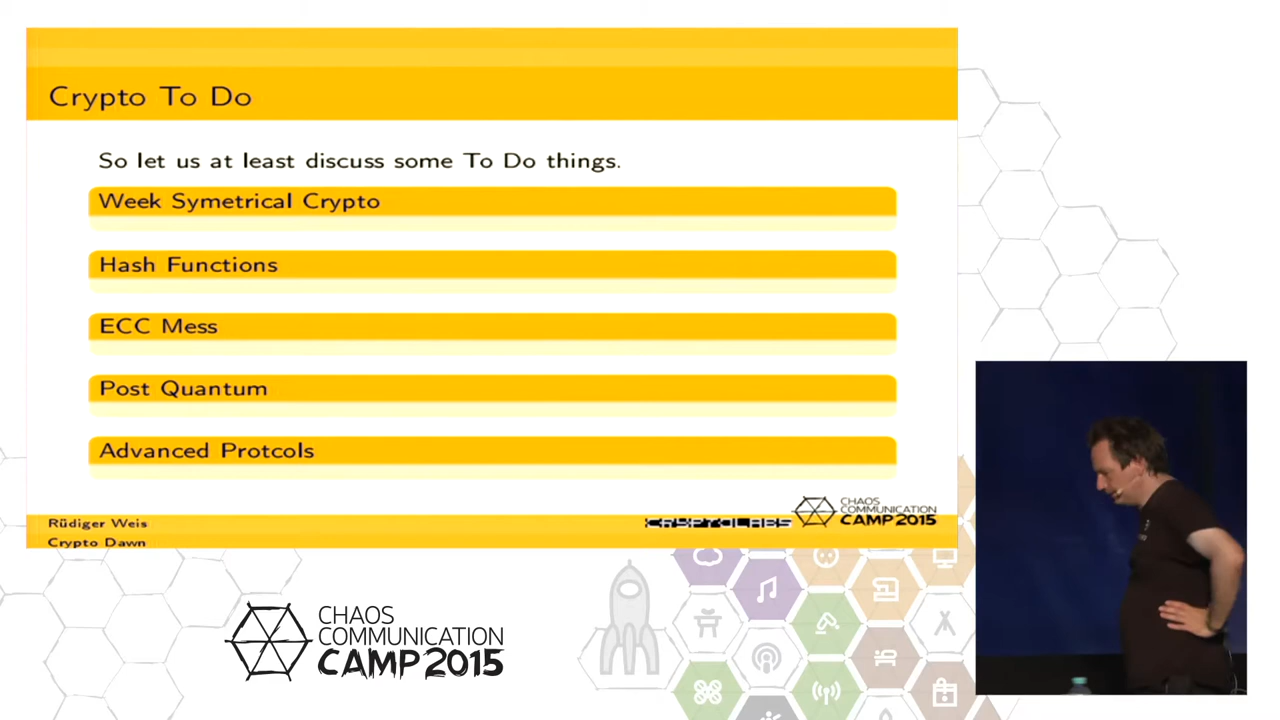 Crypto To Do
So let us at least discuss some To Do things.
Week Symetrical Crypto
Hash Functions
ECC Mess
Post Quantum
Advanced Protcols
Rüdiger Weis
Crypto Dawn
CRYPTOLABS
CHAOS
COMMUNICATION
CAMP 2015
CHAOS
COMMUNICATION
CAMP 2015